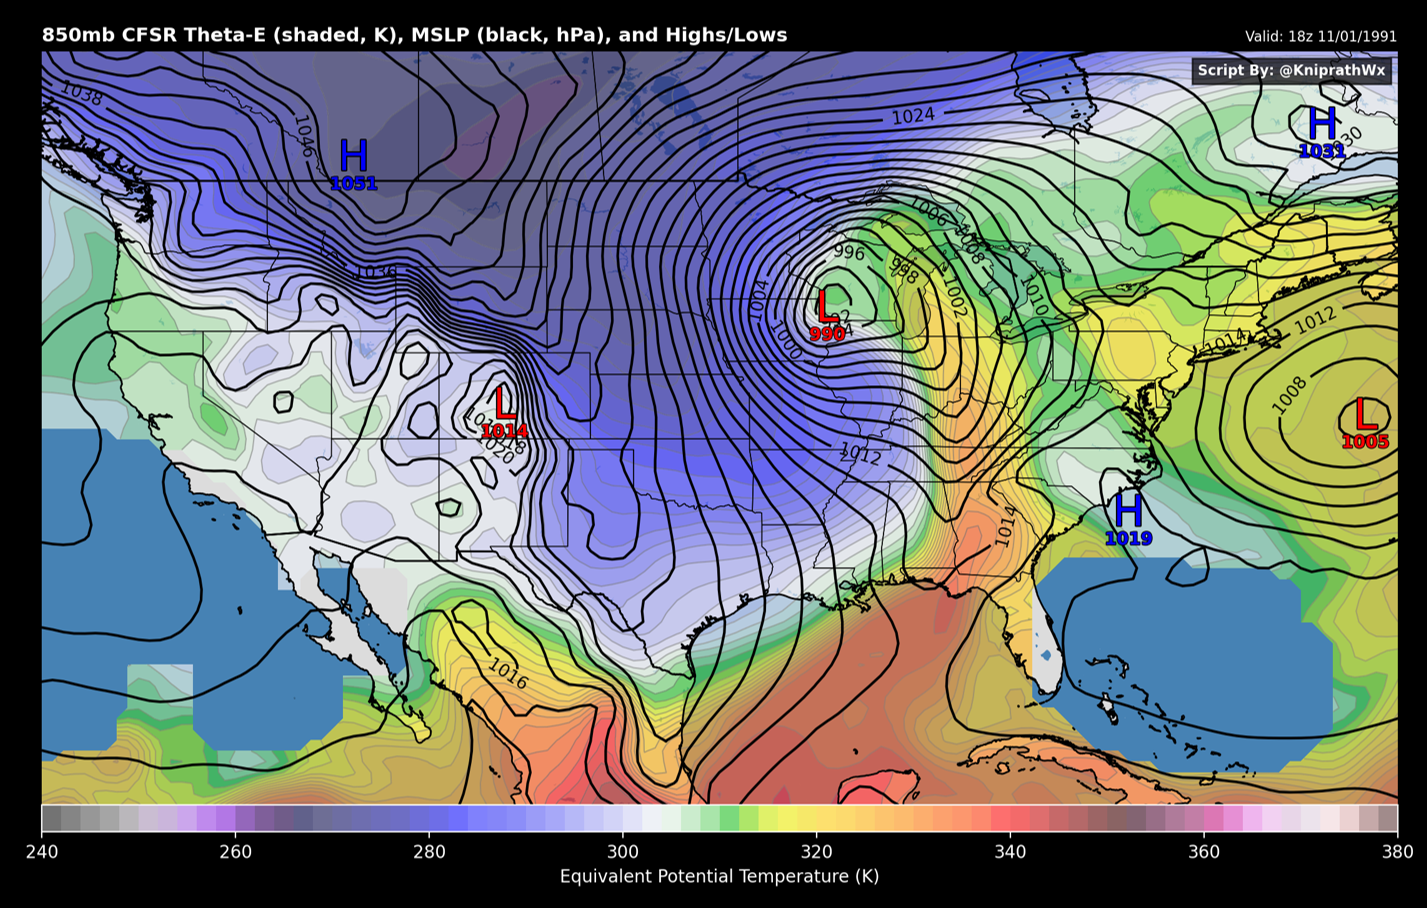 850mb CFSR Theta-E (shaded, K), MSLP (black, hPa), and Highs/Lows
Valid: 18z 11/01/1991
Script By: @KniprathWx
1038
1046
H
1051
1024
H
1031
1036
1006
1008
996
998
1004
1002
1010
1000
L
990
1012
1014
1008
L
1005
L
1014
1018
1020
1012
H
1019
1014
1016
240 260 280 300 320 340 360 380
Equivalent Potential Temperature (K)